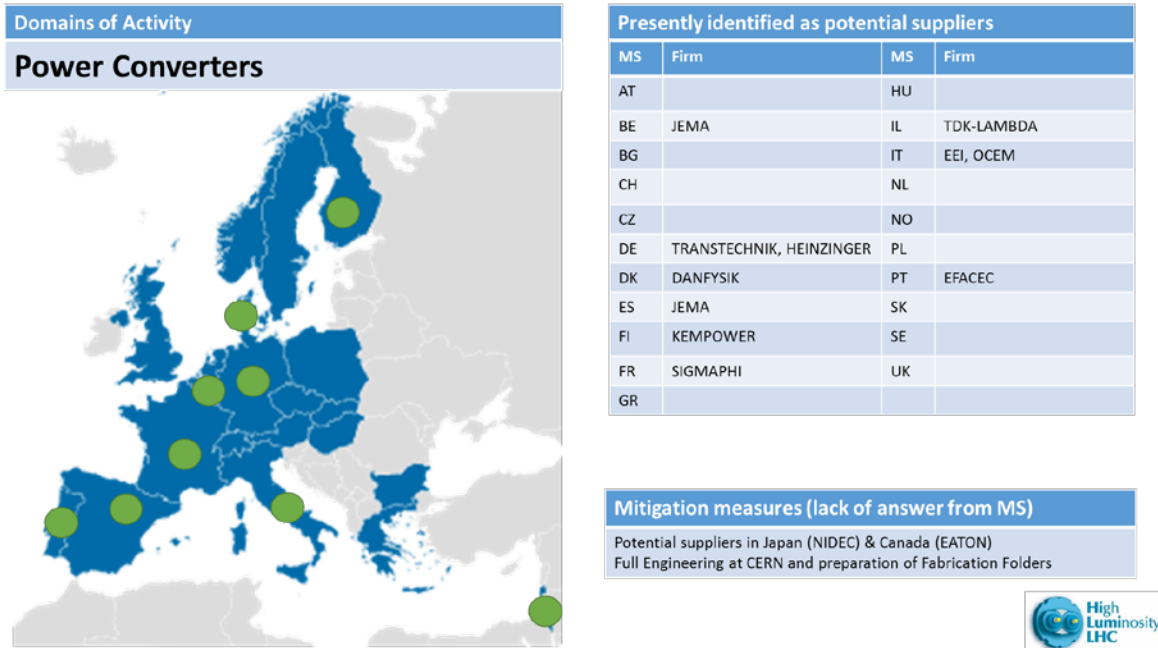 Domains of Activity
Power Converters
Presently identified as potential suppliers
MS Firm MS Firm
AT HU
BE JEMA IL TDK-LAMBDA
BG IT EEI, OCEM
CH NL
CZ NO
DE TRANSTECHNIK, HEINZINGER PL
DK DANFYSIK PT EFACEC
ES JEMA SK
FI KEMPOWER SE
FR SIGMAPHI UK
GR
Mitigation measures (lack of answer from MS)
Potential suppliers in Japan (NIDEC) & Canada (EATON)
Full Engineering at CERN and preparation of Fabrication Folders
High
Luminosity
LHC